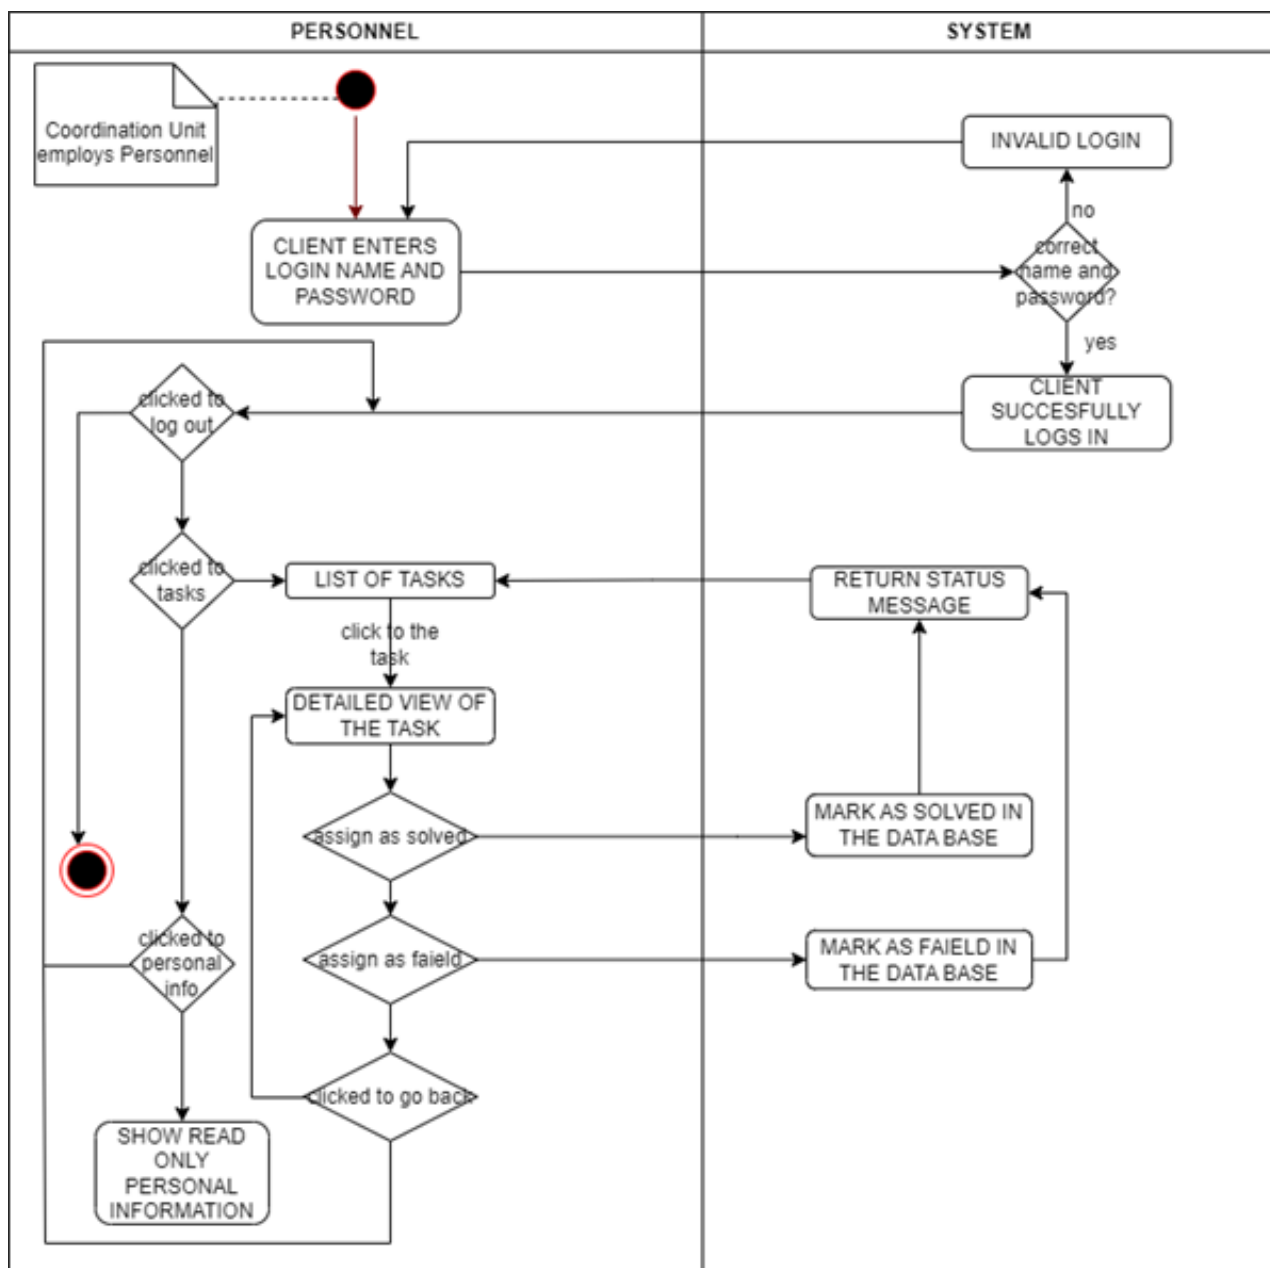 PERSONNEL
SYSTEM
Coordination Unit
employs Personnel
INVALID LOGIN
no
CLIENT ENTERS
LOGIN NAME AND
PASSWORD
correct
name and
password?
yes
CLIENT
SUCCESFULLY
LOGS IN
clicked to
log out
clicked to
tasks
LIST OF TASKS
RETURN STATUS
MESSAGE
click to the
task
DETAILED VIEW OF
THE TASK
assign as solved
MARK AS SOLVED IN
THE DATA BASE
clicked to
personal
info
assign as faield
MARK AS FAIELD IN
THE DATA BASE
clicked to go back
SHOW READ
ONLY
PERSONAL
INFORMATION